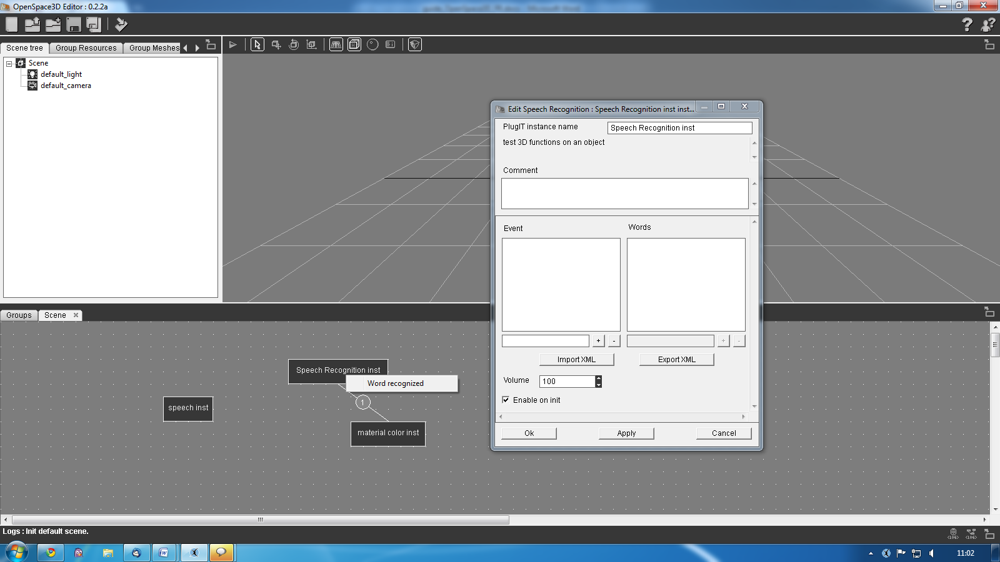 OpenSpace3D Editor : 0.2.2a
Scene tree
Group Resources
Group Meshes
Scene
default_light
default_camera
Edit Speech Recognition : Speech Recognition inst inst...
PlugIT instance name
Speech Recognition inst
test 3D functions on an object
Comment
Event
Words
+
-
+
-
Import XML
Export XML
Volume
100
Enable on init
Ok
Apply
Cancel
Groups
Scene
Speech Recognition inst
Word recognized
1
speech inst
material color inst
Logs : Init default scene.
<LOG>
<LOG>
11:02